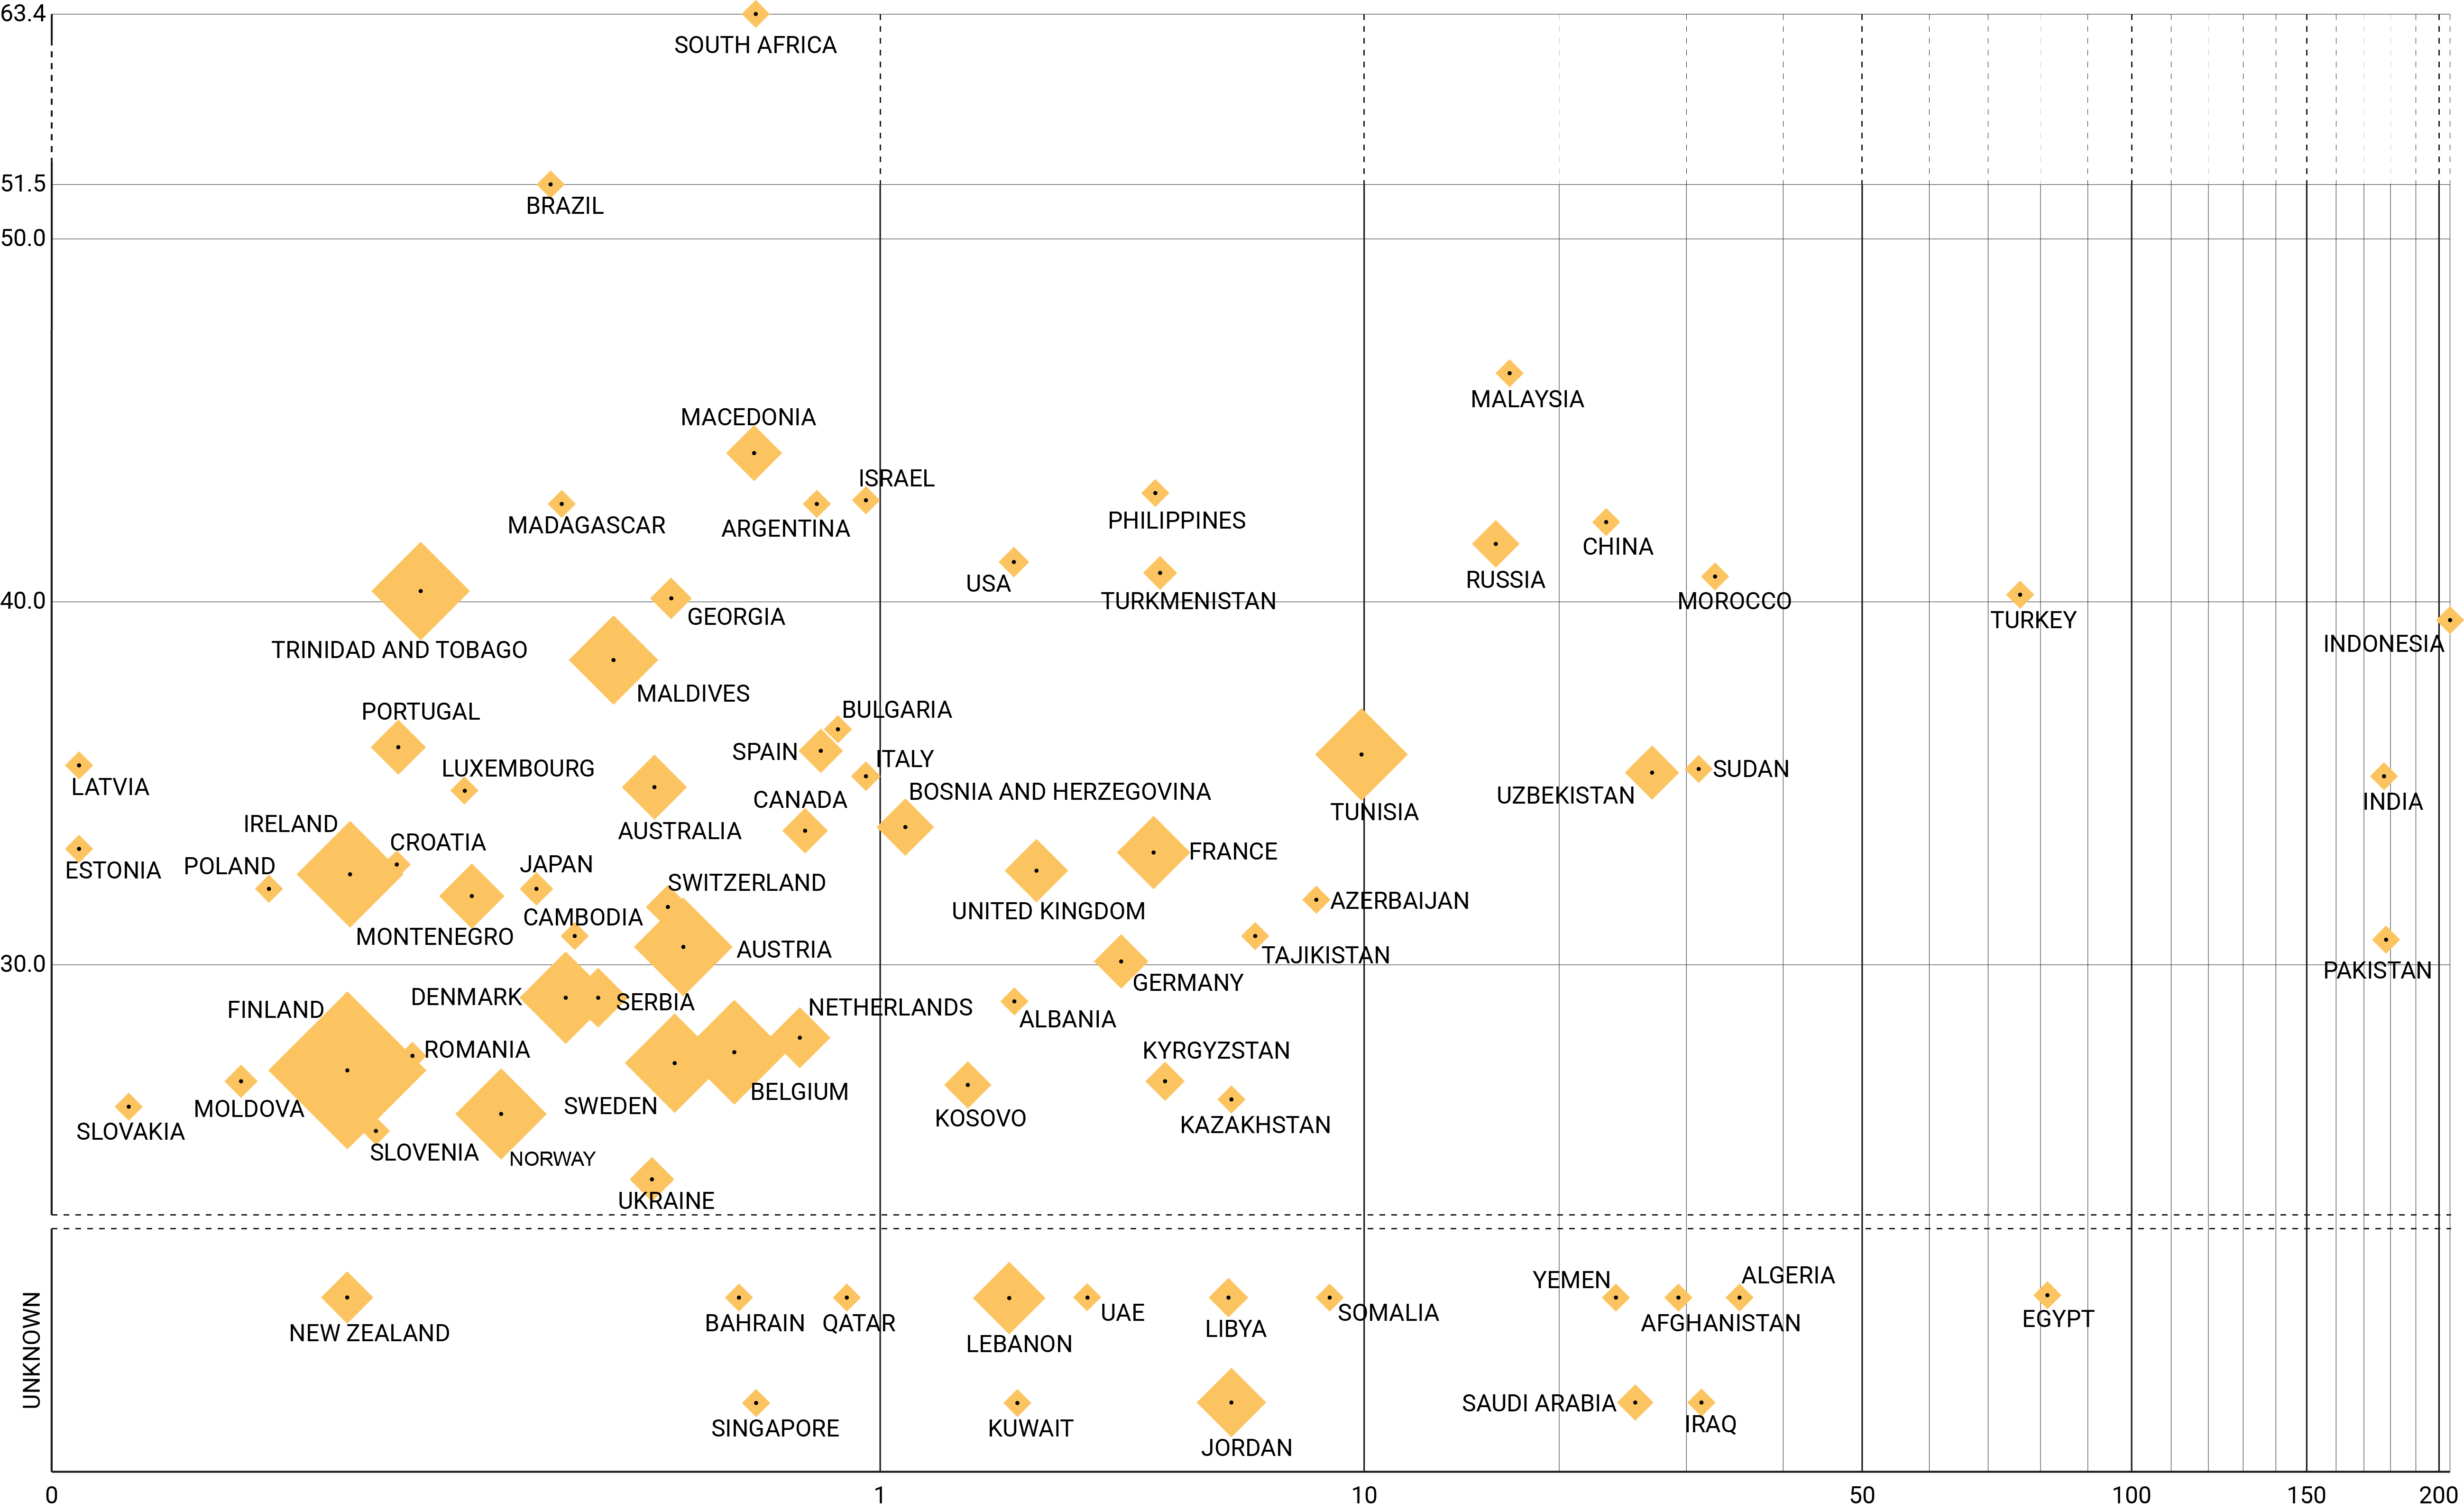 63.4
SOUTH AFRICA
51.5
BRAZIL
50.0
MALAYSIA
MACEDONIA
ISRAEL
MADAGASCAR
ARGENTINA
PHILIPPINES
CHINA
USA
RUSSIA
40.0
TURKMENISTAN
MOROCCO
GEORGIA
TURKEY
INDONESIA
TRINIDAD AND TOBAGO
MALDIVES
PORTUGAL
BULGARIA
SPAIN
ITALY
LUXEMBOURG
SUDAN
LATVIA
BOSNIA AND HERZEGOVINA
UZBEKISTAN
CANADA
INDIA
TUNISIA
IRELAND
AUSTRALIA
CROATIA
FRANCE
POLAND
JAPAN
ESTONIA
SWITZERLAND
AZERBAIJAN
UNITED KINGDOM
CAMBODIA
MONTENEGRO
AUSTRIA
TAJIKISTAN
30.0
PAKISTAN
GERMANY
DENMARK
SERBIA
NETHERLANDS
FINLAND
ALBANIA
ROMANIA
KYRGYZSTAN
BELGIUM
SWEDEN
MOLDOVA
KOSOVO
KAZAKHSTAN
SLOVAKIA
SLOVENIA
NORWAY
UKRAINE
UNKNOWN
YEMEN
ALGERIA
NEW ZEALAND
BAHRAIN
QATAR
UAE
LIBYA
SOMALIA
AFGHANISTAN
EGYPT
LEBANON
SAUDI ARABIA
IRAQ
SINGAPORE
KUWAIT
JORDAN
0
1
10
50
100
150
200